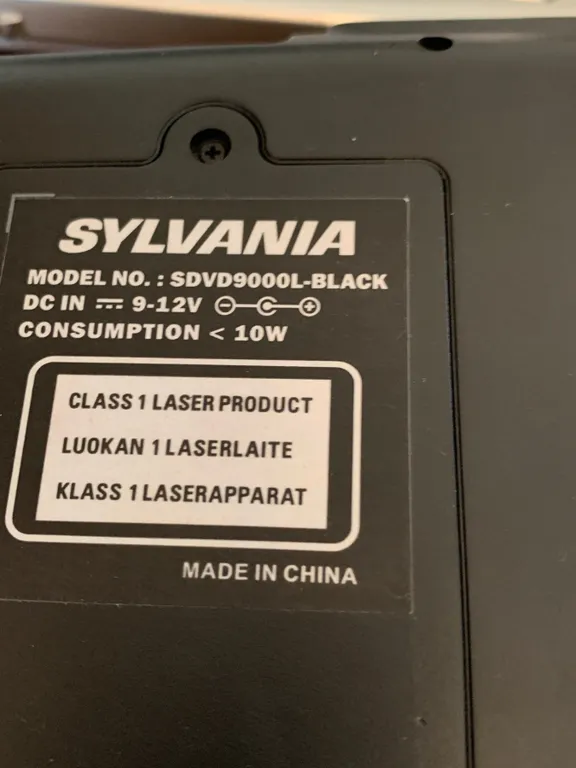 SYLVANIA
MODEL NO. : SDVD9000L-BLACK
DC IN ⎓ 9-12V ⊖-C-⊕
CONSUMPTION < 10W
CLASS 1 LASER PRODUCT
LUOKAN 1 LASERLAITE
KLASS 1 LASERAPPARAT
MADE IN CHINA